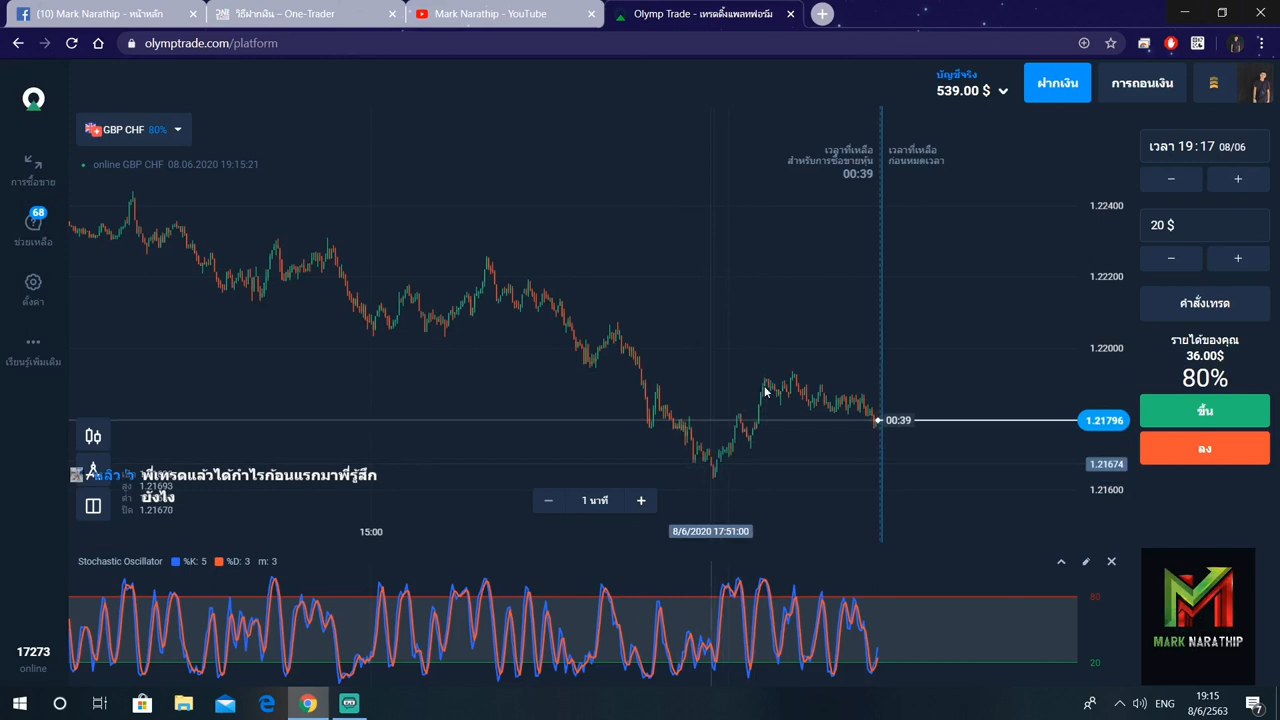 (10) Mark Narathip - หน้าหลัก
วิธีฝากเงิน – One-Trader
Mark Narathip - YouTube
Olymp Trade - เทรดดิ้งแพลทฟอร์ม
olymptrade.com/platform
บัญชีจริง
539.00 $
ฝากเงิน
การถอนเงิน
GBP CHF 80%
online GBP CHF 08.06.2020 19:15:21
การซื้อขาย
68
ช่วยเหลือ
ตั้งค่า
เรียนรู้เพิ่มเติม
เวลาที่เหลือ
สำหรับการซื้อขายหุ้น
00:39
เวลาที่เหลือ
ก่อนหมดเวลา
เวลา 19:17 08/06
20 $
คำสั่งเทรด
รายได้ของคุณ
36.00$
80%
ขึ้น
ลง
1.22400
1.22200
1.22000
1.21796
1.21674
1.21600
00:39
พี่เทรดแล้วได้กำไรก้อนแรกมาพี่รู้สึก
ยังไง
สูง 1.21693
ต่ำ
ปิด 1.21670
1 นาที
15:00
8/6/2020 17:51:00
Stochastic Oscillator %K: 5 %D: 3 m: 3
80
20
MARK NARATHIP
17273
online
ENG
19:15
8/6/2563
7